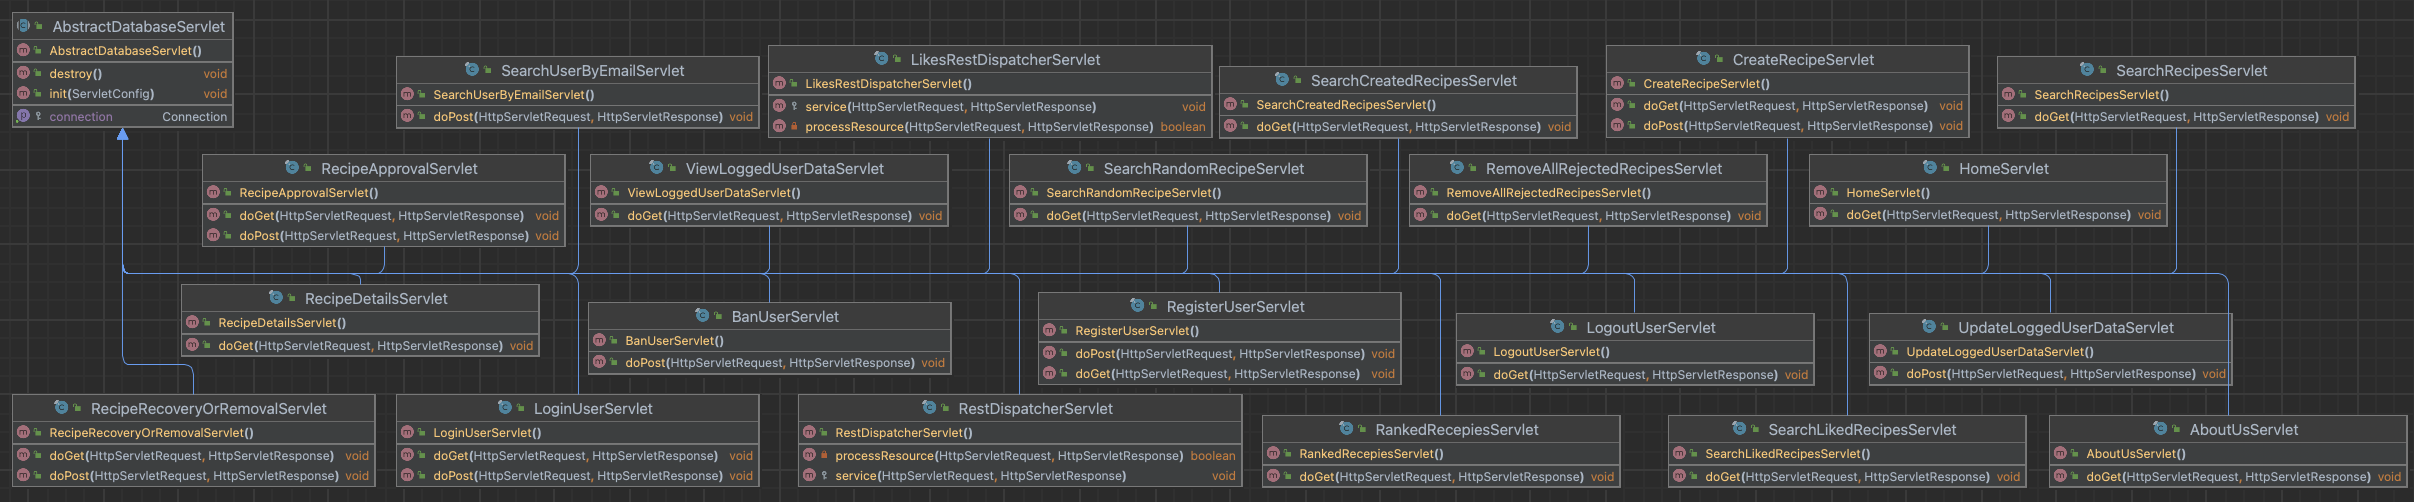 AbstractDatabaseServlet
AbstractDatabaseServlet()
destroy() void
init(ServletConfig) void
connection Connection
SearchUserByEmailServlet
SearchUserByEmailServlet()
doPost(HttpServletRequest, HttpServletResponse) void
LikesRestDispatcherServlet
LikesRestDispatcherServlet()
service(HttpServletRequest, HttpServletResponse) void
processResource(HttpServletRequest, HttpServletResponse) boolean
SearchCreatedRecipesServlet
SearchCreatedRecipesServlet()
doGet(HttpServletRequest, HttpServletResponse) void
CreateRecipeServlet
CreateRecipeServlet()
doGet(HttpServletRequest, HttpServletResponse) void
doPost(HttpServletRequest, HttpServletResponse) void
SearchRecipesServlet
SearchRecipesServlet()
doGet(HttpServletRequest, HttpServletResponse) void
RecipeApprovalServlet
RecipeApprovalServlet()
doGet(HttpServletRequest, HttpServletResponse) void
doPost(HttpServletRequest, HttpServletResponse) void
ViewLoggedUserDataServlet
ViewLoggedUserDataServlet()
doGet(HttpServletRequest, HttpServletResponse) void
SearchRandomRecipeServlet
SearchRandomRecipeServlet()
doGet(HttpServletRequest, HttpServletResponse) void
RemoveAllRejectedRecipesServlet
RemoveAllRejectedRecipesServlet()
doGet(HttpServletRequest, HttpServletResponse) void
HomeServlet
HomeServlet()
doGet(HttpServletRequest, HttpServletResponse) void
RecipeDetailsServlet
RecipeDetailsServlet()
doGet(HttpServletRequest, HttpServletResponse) void
BanUserServlet
BanUserServlet()
doPost(HttpServletRequest, HttpServletResponse) void
RegisterUserServlet
RegisterUserServlet()
doPost(HttpServletRequest, HttpServletResponse) void
doGet(HttpServletRequest, HttpServletResponse) void
LogoutUserServlet
LogoutUserServlet()
doGet(HttpServletRequest, HttpServletResponse) void
UpdateLoggedUserDataServlet
UpdateLoggedUserDataServlet()
doPost(HttpServletRequest, HttpServletResponse) void
RecipeRecoveryOrRemovalServlet
RecipeRecoveryOrRemovalServlet()
doGet(HttpServletRequest, HttpServletResponse) void
doPost(HttpServletRequest, HttpServletResponse) void
LoginUserServlet
LoginUserServlet()
doGet(HttpServletRequest, HttpServletResponse) void
doPost(HttpServletRequest, HttpServletResponse) void
RestDispatcherServlet
RestDispatcherServlet()
processResource(HttpServletRequest, HttpServletResponse) boolean
service(HttpServletRequest, HttpServletResponse) void
RankedRecepiesServlet
RankedRecepiesServlet()
doGet(HttpServletRequest, HttpServletResponse) void
SearchLikedRecipesServlet
SearchLikedRecipesServlet()
doGet(HttpServletRequest, HttpServletResponse) void
AboutUsServlet
AboutUsServlet()
doGet(HttpServletRequest, HttpServletResponse) void